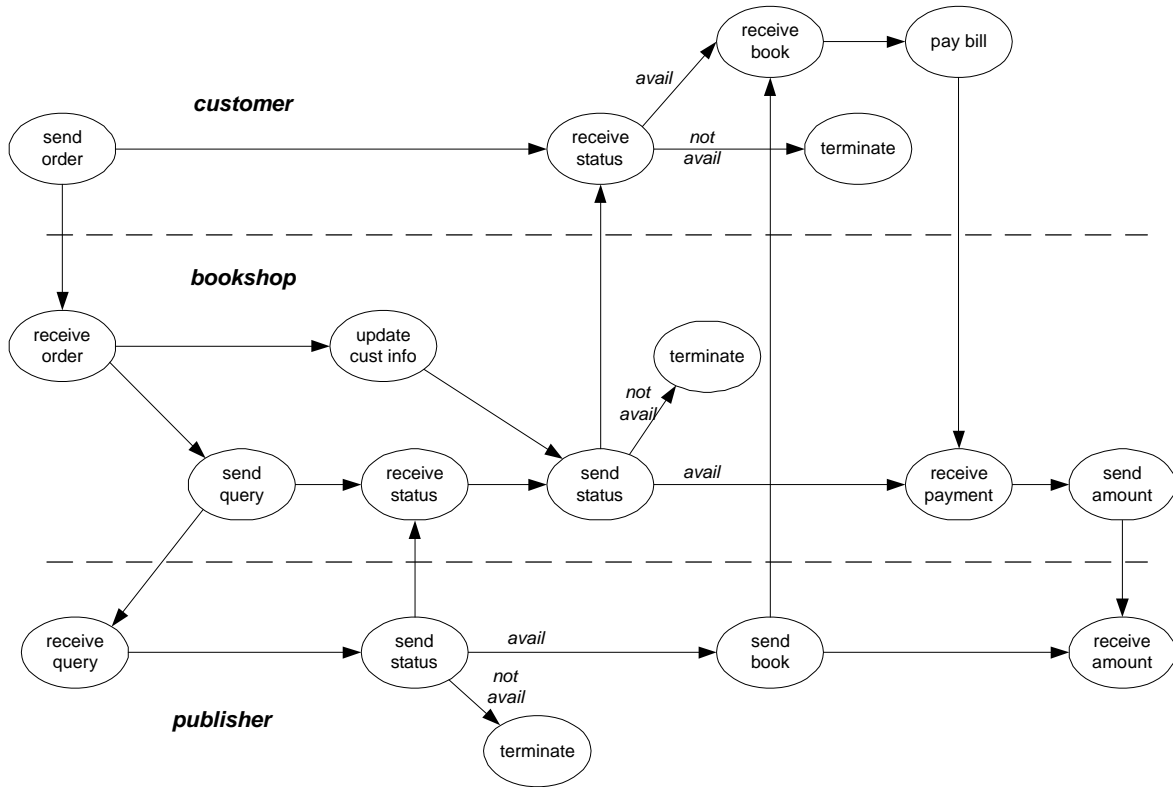 receive
book
pay bill
avail
customer
send
order
receive
status
not
avail
terminate
bookshop
receive
order
update
cust info
terminate
not
avail
send
query
receive
status
send
status
avail
receive
payment
send
amount
receive
query
send
status
avail
send
book
receive
amount
not
avail
publisher
terminate